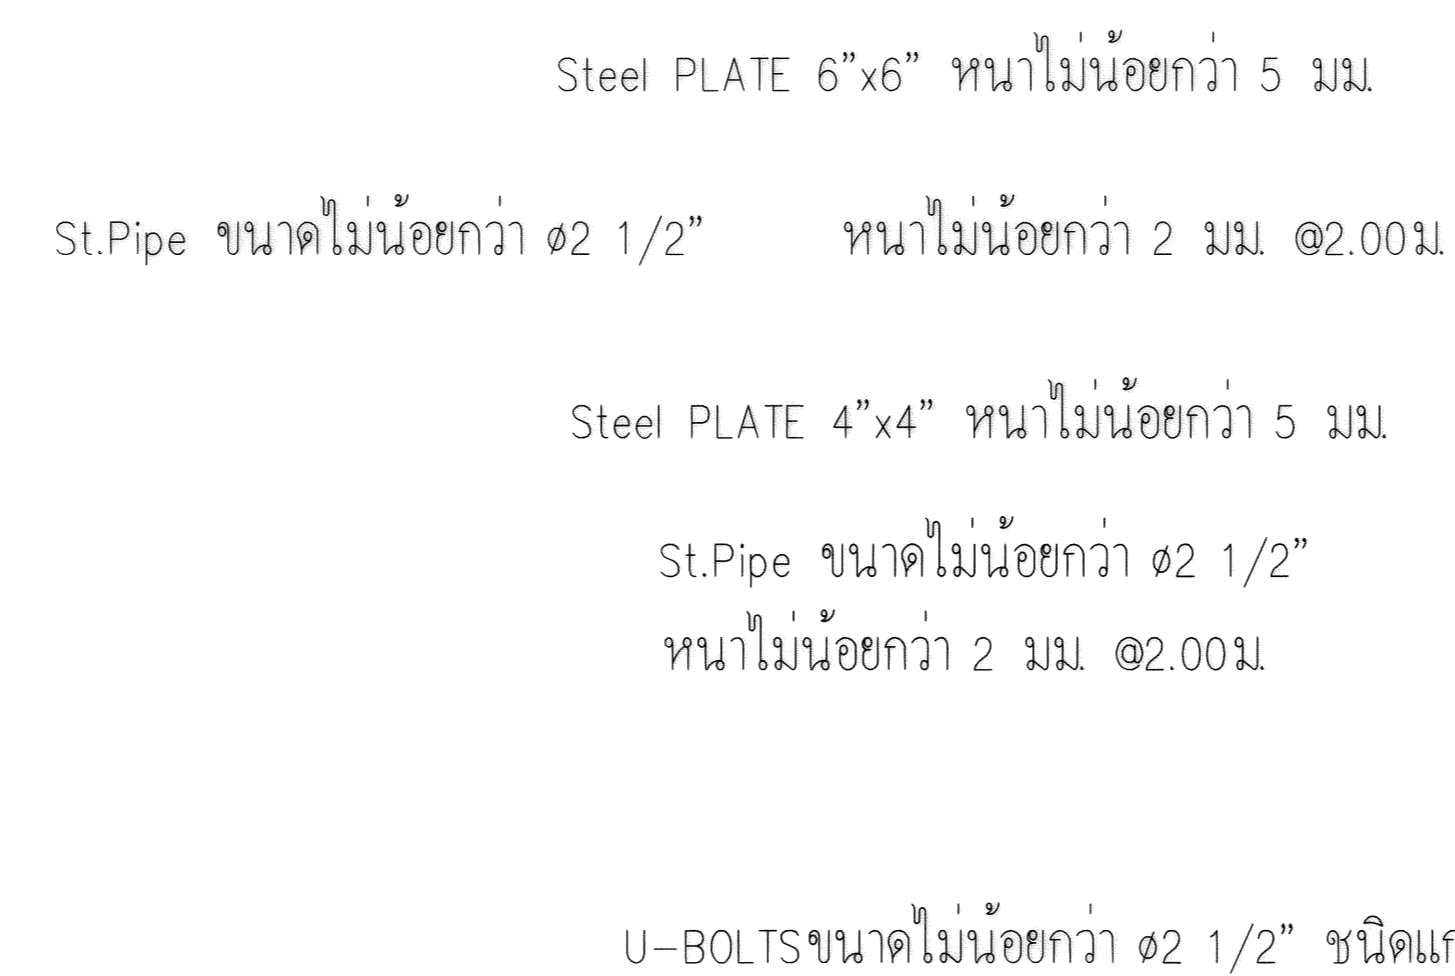 Steel PLATE 6”x6” หนาไม่น้อยกว่า 5 มม.
St.Pipe ขนาดไม่น้อยกว่า ø2 1/2” หนาไม่น้อยกว่า 2 มม. @2.00ม.
Steel PLATE 4”x4” หนาไม่น้อยกว่า 5 มม.
St.Pipe ขนาดไม่น้อยกว่า ø2 1/2”
หนาไม่น้อยกว่า 2 มม. @2.00ม.
U-BOLTSขนาดไม่น้อยกว่า ø2 1/2” ชนิด